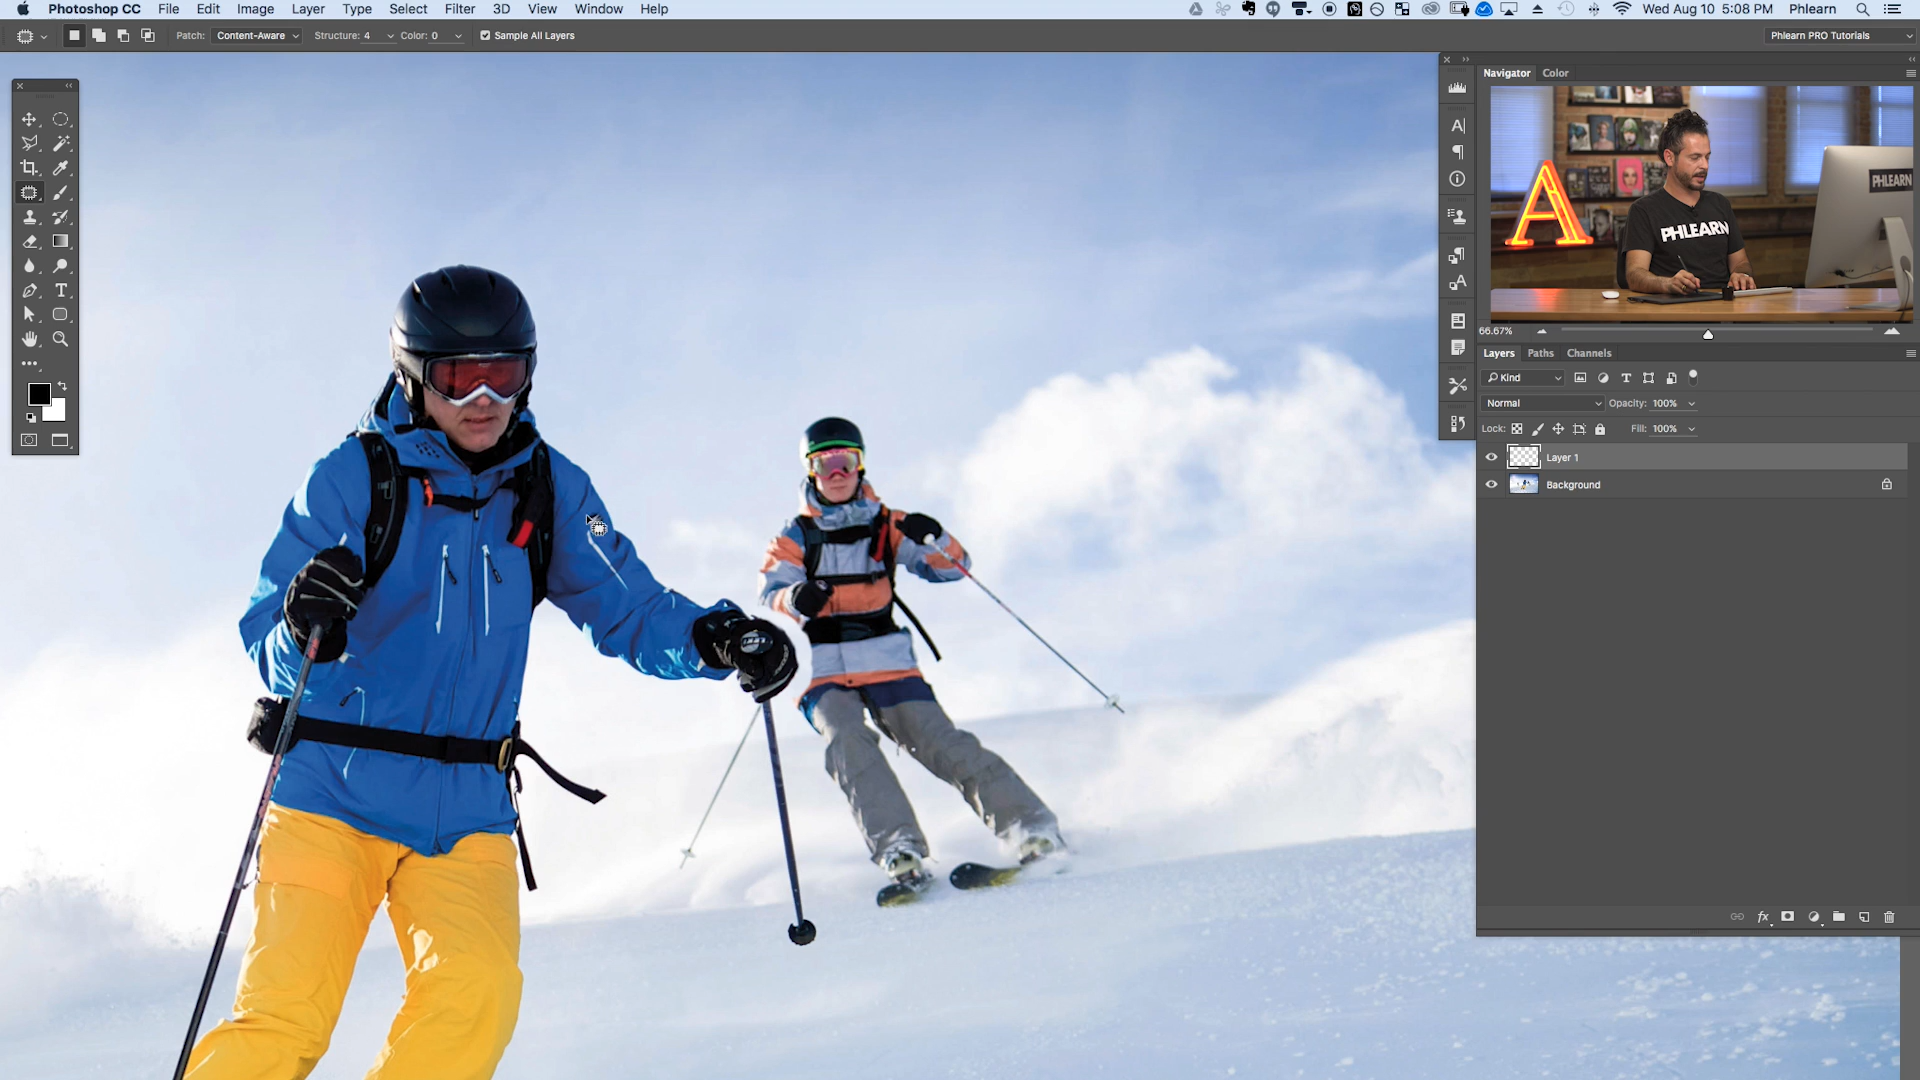 Photoshop CC File Edit Image Layer Type Select Filter 3D View Window Help Wed Aug 10 5:08 PM Phlearn
Patch: Content-Aware Structure: 4 Color: 0 Sample All Layers Phlearn PRO Tutorials
Navigator Color
A
PHLEARN
PHLEARN
66.67%
Layers Paths Channels
Kind
Normal Opacity: 100%
Lock: Fill: 100%
Layer 1
Background
fx
LEKI